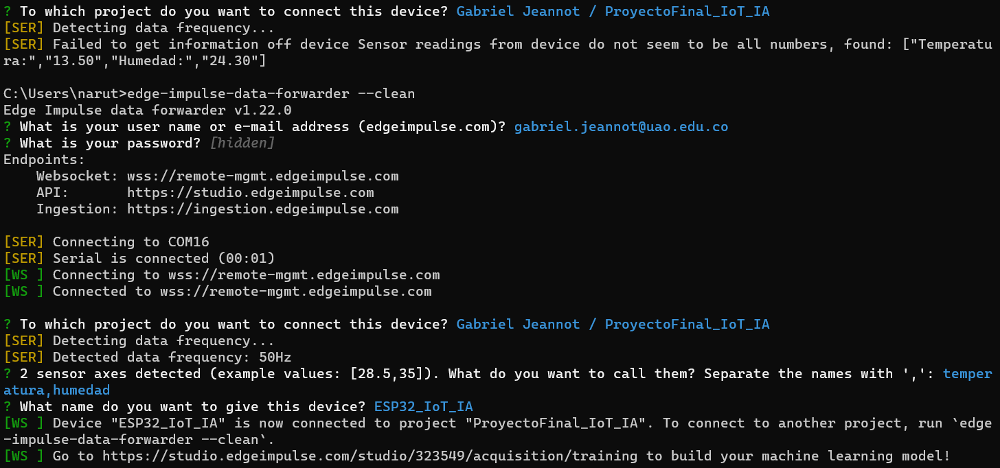 ? To which project do you want to connect this device? Gabriel Jeannot / ProyectoFinal_IoT_IA
[SER] Detecting data frequency...
[SER] Failed to get information off device Sensor readings from device do not seem to be all numbers, found: ["Temperatu
ra:","13.50","Humedad:","24.30"]
C:\Users\narut>edge-impulse-data-forwarder --clean
Edge Impulse data forwarder v1.22.0
? What is your user name or e-mail address (edgeimpulse.com)? gabriel.jeannot@uao.edu.co
? What is your password? [hidden]
Endpoints:
    Websocket: wss://remote-mgmt.edgeimpulse.com
    API:       https://studio.edgeimpulse.com
    Ingestion: https://ingestion.edgeimpulse.com
[SER] Connecting to COM16
[SER] Serial is connected (00:01)
[WS ] Connecting to wss://remote-mgmt.edgeimpulse.com
[WS ] Connected to wss://remote-mgmt.edgeimpulse.com
? To which project do you want to connect this device? Gabriel Jeannot / ProyectoFinal_IoT_IA
[SER] Detecting data frequency...
[SER] Detected data frequency: 50Hz
? 2 sensor axes detected (example values: [28.5,35]). What do you want to call them? Separate the names with ',': temper
atura,humedad
? What name do you want to give this device? ESP32_IoT_IA
[WS ] Device "ESP32_IoT_IA" is now connected to project "ProyectoFinal_IoT_IA". To connect to another project, run `edge
-impulse-data-forwarder --clean`.
[WS ] Go to https://studio.edgeimpulse.com/studio/323549/acquisition/training to build your machine learning model!